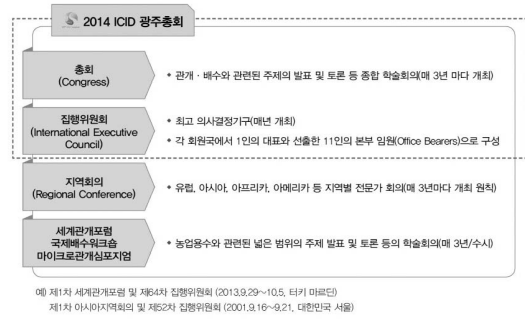 2014 ICID 광주총회
총회
(Congress)
• 관개 · 배수와 관련된 주제의 발표 및 토론 등 종합 학술회의(매 3년 마다 개최)
집행위원회
(International Executive
Council)
• 최고 의사결정기구(매년 개최)
• 각 회원국에서 1인의 대표와 선출한 11인의 본부 임원(Office Bearers)으로 구성
지역회의
(Regional Conference)
• 유럽, 아시아, 아프리카, 아메리카 등 지역별 전문가 회의(매 3년마다 개최 원칙)
세계관개포럼
국제배수워크숍
마이크로관개심포지엄
• 농업용수와 관련된 넓은 범위의 주제 발표 및 토론 등의 학술회의(매 3년/수시)
예) 제1차 세계관개포럼 및 제64차 집행위원회 (2013.9.29~10.5, 터키 마르딘)
제1차 아시아지역회의 및 제52차 집행위원회 (2001.9.16~9.21, 대한민국 서울)